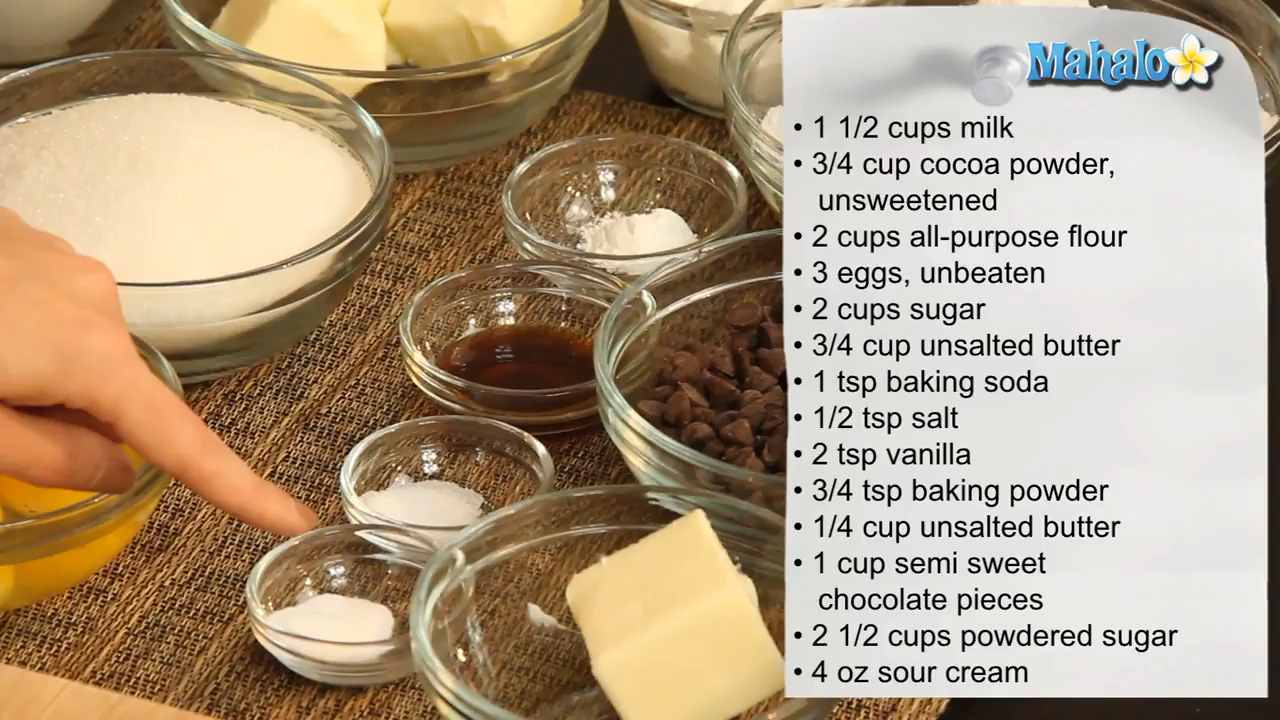 Mahalo
• 1 1/2 cups milk
• 3/4 cup cocoa powder,
unsweetened
• 2 cups all-purpose flour
• 3 eggs, unbeaten
• 2 cups sugar
• 3/4 cup unsalted butter
• 1 tsp baking soda
• 1/2 tsp salt
• 2 tsp vanilla
• 3/4 tsp baking powder
• 1/4 cup unsalted butter
• 1 cup semi sweet
chocolate pieces
• 2 1/2 cups powdered sugar
• 4 oz sour cream